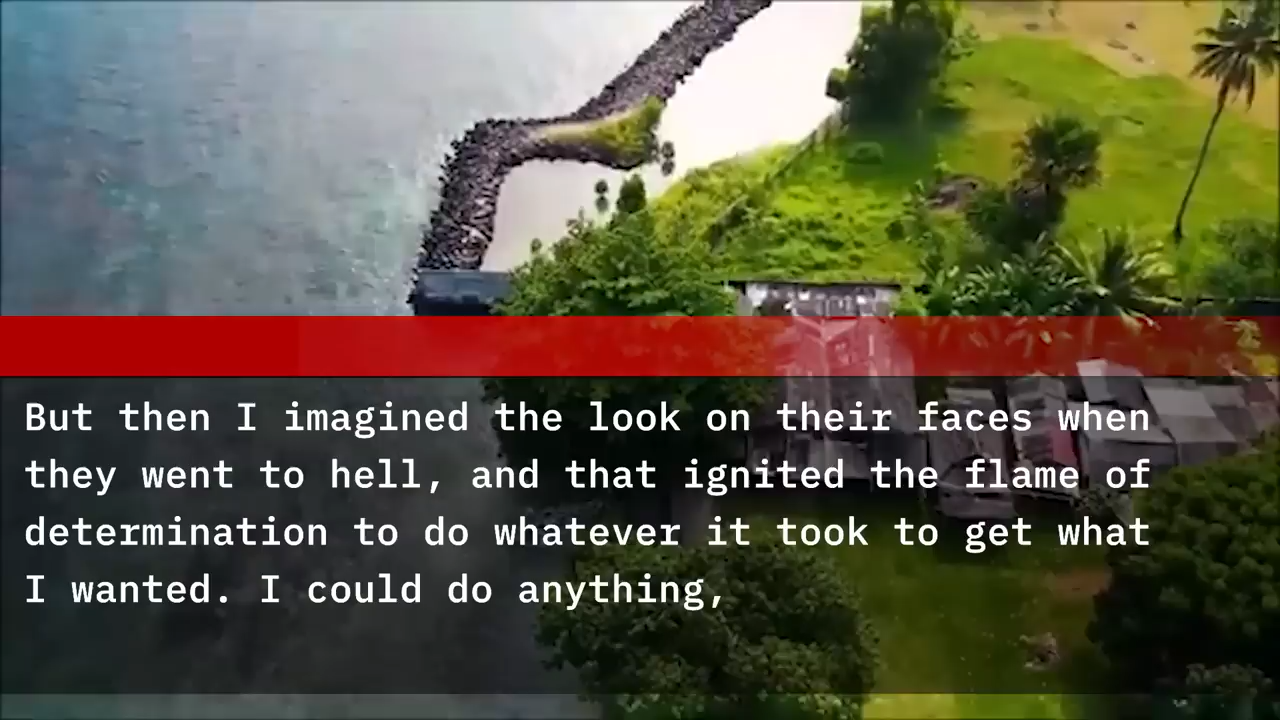 But then I imagined the look on their faces when
they went to hell, and that ignited the flame of
determination to do whatever it took to get what
I wanted. I could do anything,